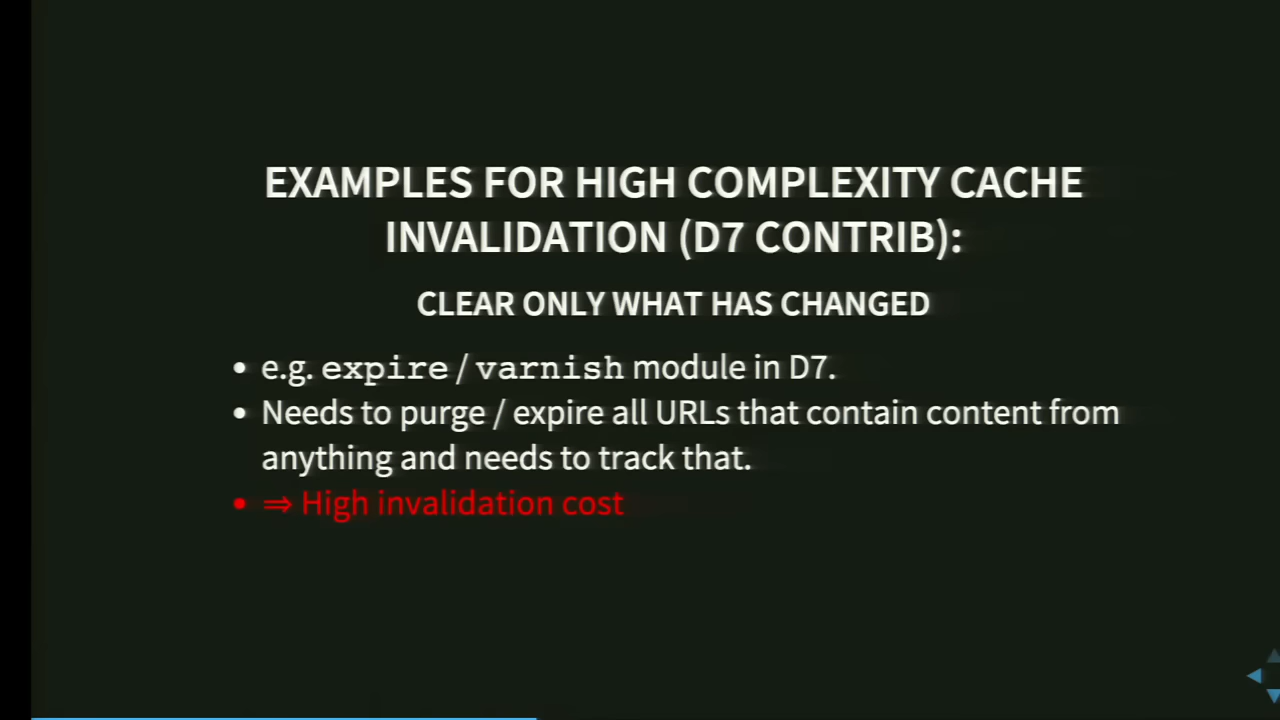 EXAMPLES FOR HIGH COMPLEXITY CACHE
INVALIDATION (D7 CONTRIB):
CLEAR ONLY WHAT HAS CHANGED
• e.g. expire / varnish module in D7.
• Needs to purge / expire all URLs that contain content from
anything and needs to track that.
• ⇒ High invalidation cost